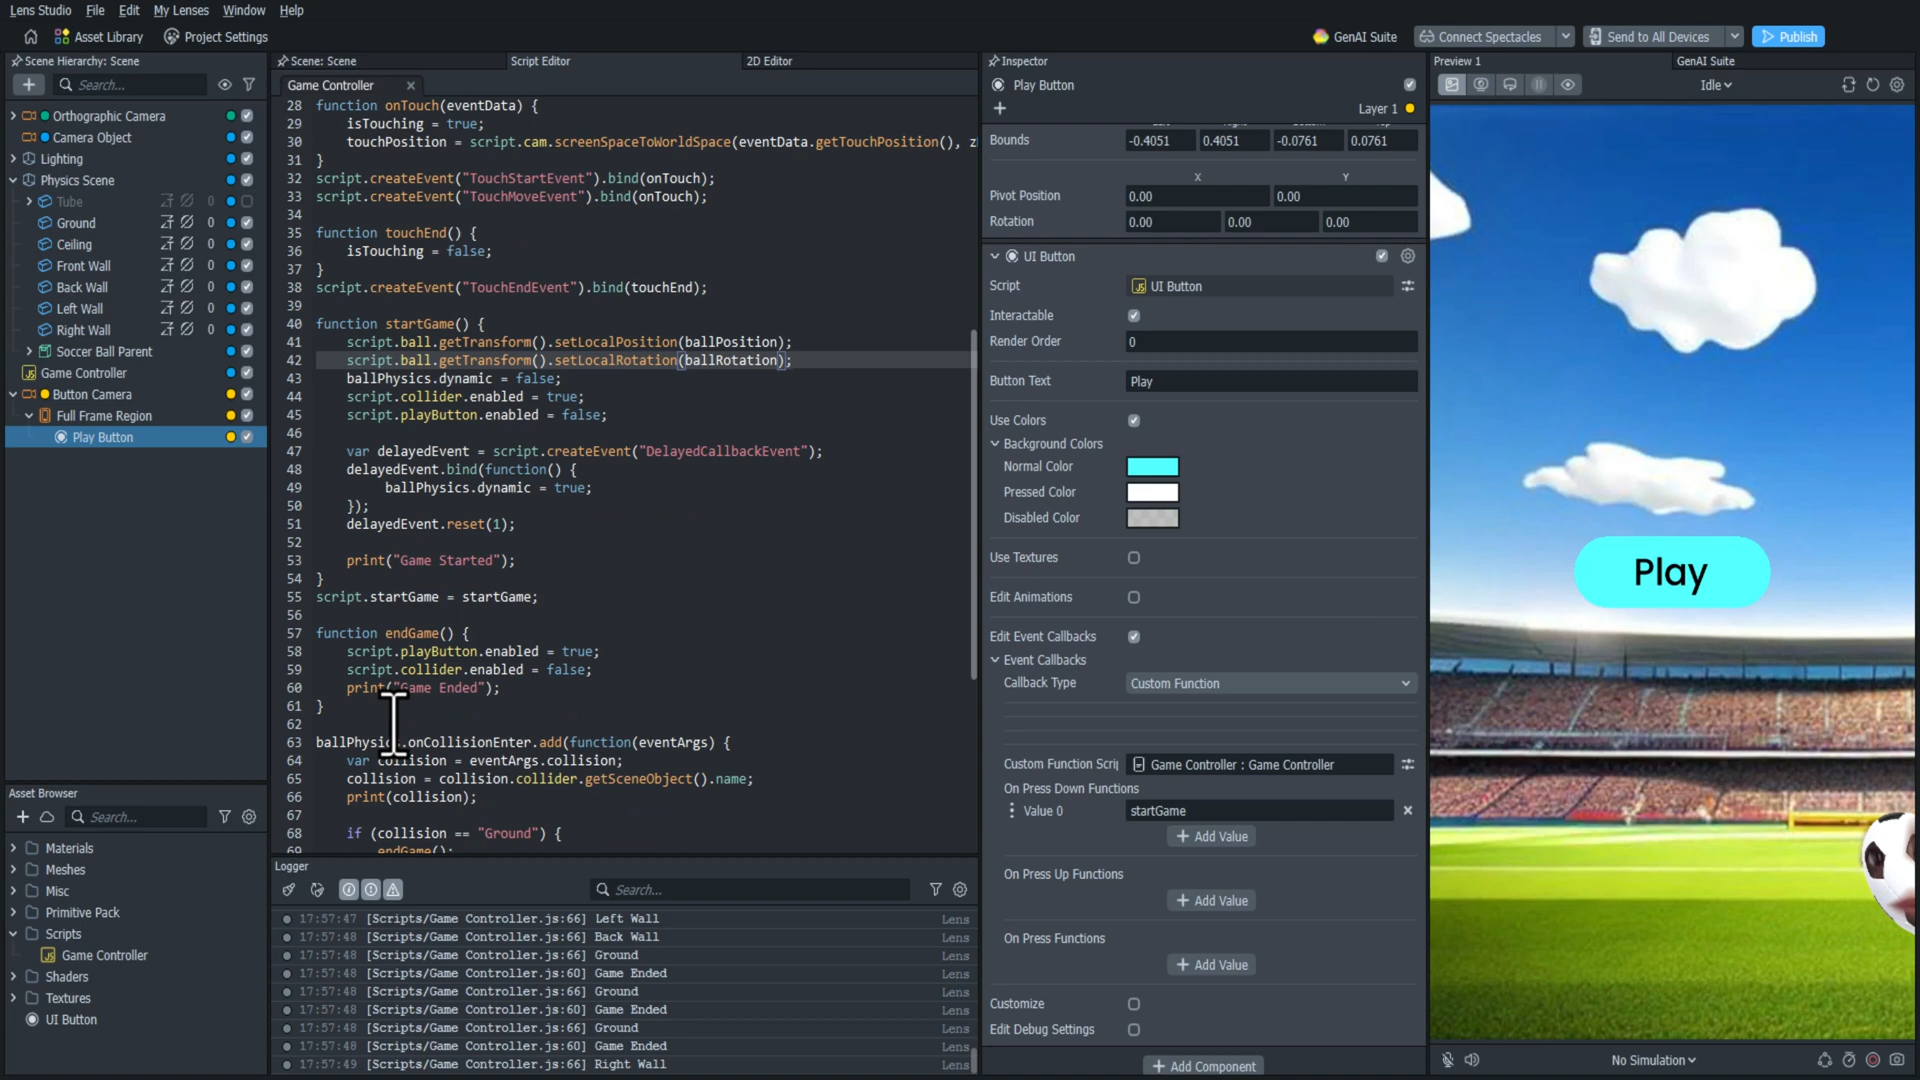 Lens Studio File Edit My Lenses Window Help
Asset Library Project Settings GenAI Suite Connect Spectacles Send to All Devices Publish
Scene Hierarchy: Scene
Search...
Orthographic Camera
Camera Object
Lighting
Physics Scene
Tube 0
Ground 0
Ceiling 0
Front Wall 0
Back Wall 0
Left Wall 0
Right Wall 0
Soccer Ball Parent
Game Controller
Button Camera
Full Frame Region
Play Button
Asset Browser
Search...
Materials
Meshes
Misc
Primitive Pack
Scripts
Game Controller
Shaders
Textures
UI Button
Scene: Scene Script Editor 2D Editor
Game Controller
28 function onTouch(eventData) {
29 isTouching = true;
30 touchPosition = script.cam.screenSpaceToWorldSpace(eventData.getTouchPosition(), z
31 }
32 script.createEvent("TouchStartEvent").bind(onTouch);
33 script.createEvent("TouchMoveEvent").bind(onTouch);
34
35 function touchEnd() {
36 isTouching = false;
37 }
38 script.createEvent("TouchEndEvent").bind(touchEnd);
39
40 function startGame() {
41 script.ball.getTransform().setLocalPosition(ballPosition);
42 script.ball.getTransform().setLocalRotation(ballRotation);
43 ballPhysics.dynamic = false;
44 script.collider.enabled = true;
45 script.playButton.enabled = false;
46
47 var delayedEvent = script.createEvent("DelayedCallbackEvent");
48 delayedEvent.bind(function() {
49 ballPhysics.dynamic = true;
50 });
51 delayedEvent.reset(1);
52
53 print("Game Started");
54 }
55 script.startGame = startGame;
56
57 function endGame() {
58 script.playButton.enabled = true;
59 script.collider.enabled = false;
60 print("Game Ended");
61 }
62
63 ballPhysics.onCollisionEnter.add(function(eventArgs) {
64 var collision = eventArgs.collision;
65 collision = collision.collider.getSceneObject().name;
66 print(collision);
67
68 if (collision == "Ground") {
69 endGame();
Logger
Search...
17:57:47 [Scripts/Game Controller.js:66] Left Wall Lens
17:57:48 [Scripts/Game Controller.js:66] Back Wall Lens
17:57:48 [Scripts/Game Controller.js:66] Ground Lens
17:57:48 [Scripts/Game Controller.js:60] Game Ended Lens
17:57:48 [Scripts/Game Controller.js:66] Ground Lens
17:57:48 [Scripts/Game Controller.js:60] Game Ended Lens
17:57:48 [Scripts/Game Controller.js:66] Ground Lens
17:57:48 [Scripts/Game Controller.js:60] Game Ended Lens
17:57:49 [Scripts/Game Controller.js:66] Right Wall Lens
Inspector
Play Button
Layer 1
Bounds -0.4051 0.4051 -0.0761 0.0761
X Y
Pivot Position 0.00 0.00
Rotation 0.00 0.00 0.00
UI Button
Script UI Button
Interactable
Render Order 0
Button Text Play
Use Colors
Background Colors
Normal Color
Pressed Color
Disabled Color
Use Textures
Edit Animations
Edit Event Callbacks
Event Callbacks
Callback Type Custom Function
Custom Function Scri Game Controller : Game Controller
On Press Down Functions
Value 0 startGame
Add Value
On Press Up Functions
Add Value
On Press Functions
Add Value
Customize
Edit Debug Settings
Add Component
Preview 1 GenAI Suite
Idle
Play
No Simulation